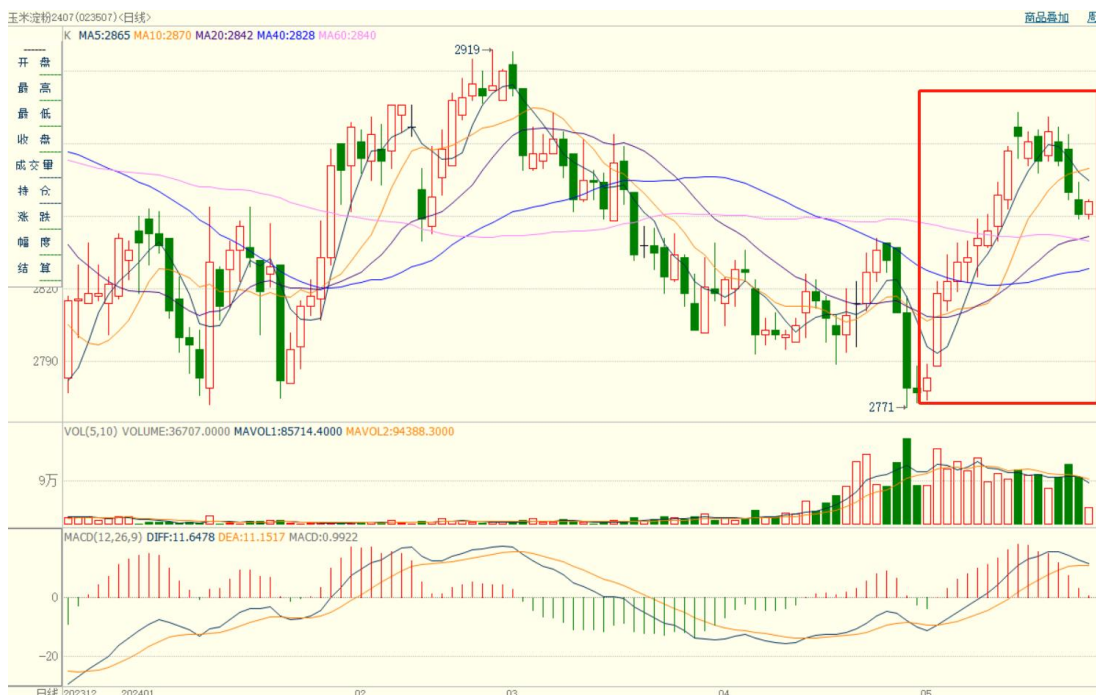 玉米淀粉2407(023507)<日线>
商品叠加 周
K MA5:2865 MA10:2870 MA20:2842 MA40:2828 MA60:2840
开盘
最高
最低
收盘
成交量
持仓
涨跌
幅度
结算
2919→
2820
2790
2771→
VOL(5,10) VOLUME:36707.0000 MAVOL1:85714.4000 MAVOL2:94388.3000
9万
MACD(12,26,9) DIFF:11.6478 DEA:11.1517 MACD:0.9922
0
-20
日线 202312 202401 02 03 04 05